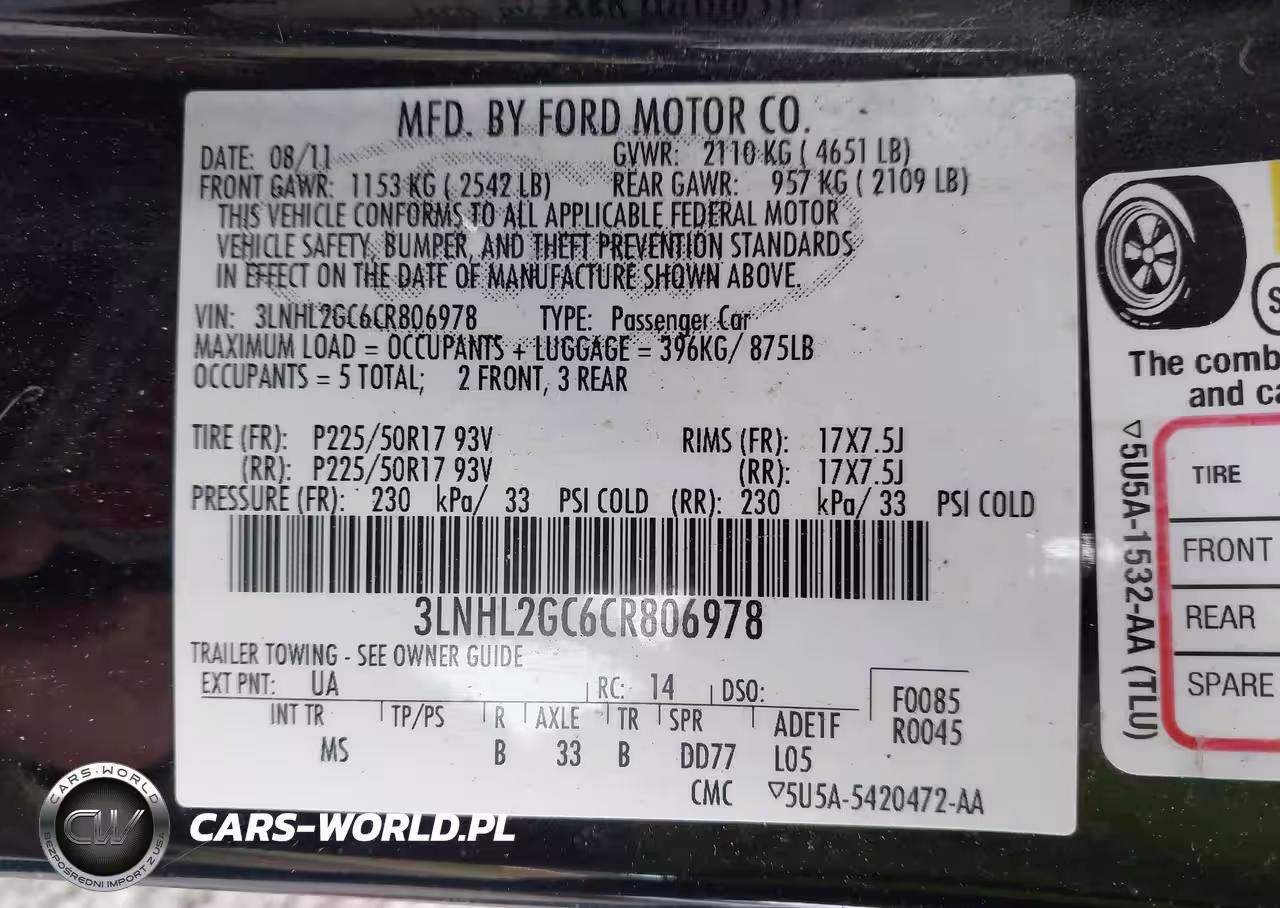 MFD. BY FORD MOTOR CO.
DATE: 08/11 GVWR: 2110 KG ( 4651 LB)
FRONT GAWR: 1153 KG ( 2542 LB) REAR GAWR: 957 KG ( 2109 LB)
THIS VEHICLE CONFORMS TO ALL APPLICABLE FEDERAL MOTOR
VEHICLE SAFETY, BUMPER, AND THEFT PREVENTION STANDARDS
IN EFFECT ON THE DATE OF MANUFACTURE SHOWN ABOVE.
VIN: 3LNHL2GC6CR806978 TYPE: Passenger Car
MAXIMUM LOAD = OCCUPANTS + LUGGAGE = 396KG/ 875LB
OCCUPANTS = 5 TOTAL; 2 FRONT, 3 REAR
TIRE (FR): P225/50R17 93V RIMS (FR): 17X7.5J
(RR): P225/50R17 93V (RR): 17X7.5J
PRESSURE (FR): 230 kPa/ 33 PSI COLD (RR): 230 kPa/ 33 PSI COLD
3LNHL2GC6CR806978
TRAILER TOWING - SEE OWNER GUIDE
EXT PNT: UA RC: 14 DSO: F0085
INT TR TP/PS R AXLE TR SPR ADE1F R0045
MS B 33 B DD77 L05
CMC ▽5U5A-5420472-AA
The comb
and ca
▽5U5A-1532-AA (TLU)
TIRE
FRONT
REAR
SPARE
CARS-WORLD
CW
BEZPOŚREDNI IMPORT Z USA
CARS-WORLD.PL